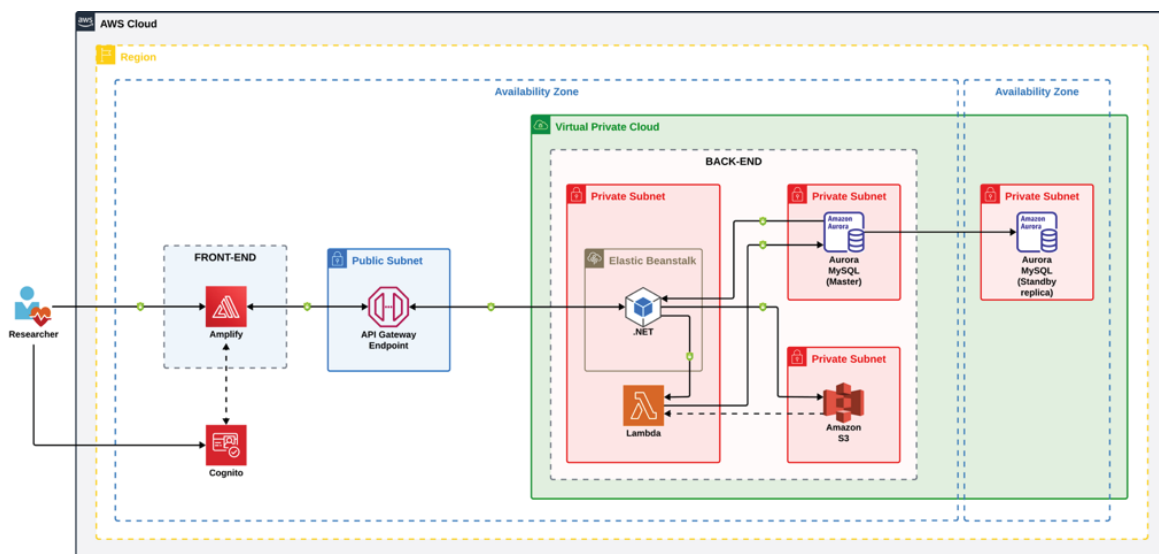 aws
AWS Cloud
Region
Availability Zone
Availability Zone
Virtual Private Cloud
BACK-END
Private Subnet
Private Subnet
Private Subnet
Amazon
Aurora
Amazon
Aurora
FRONT-END
Public Subnet
Elastic Beanstalk
Aurora
MySQL
(Master)
Aurora
MySQL
(Standby
replica)
Researcher
Amplify
API Gateway
Endpoint
.NET
Private Subnet
Lambda
Amazon
S3
Cognito